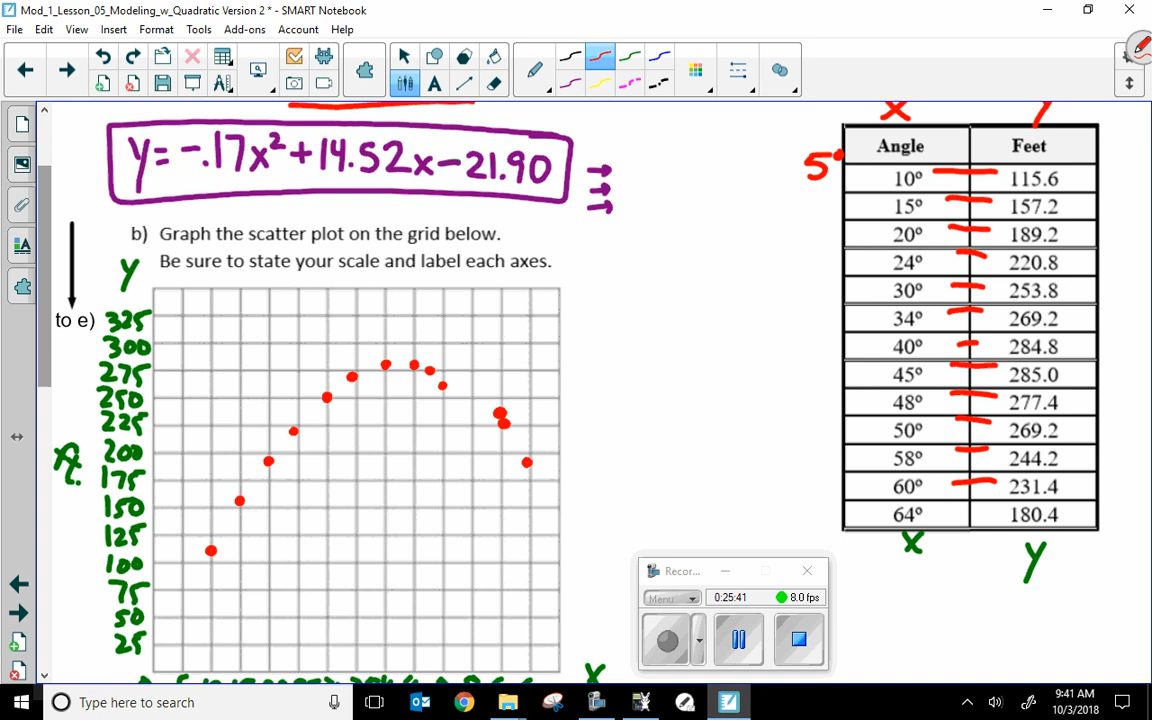 Mod_1_Lesson_05_Modeling_w_Quadratic Version 2 * - SMART Notebook
File Edit View Insert Format Tools Add-ons Account Help
X Y
y=-.17x²+14.52x-21.90
5°
Angle Feet
10° 115.6
15° 157.2
20° 189.2
24° 220.8
30° 253.8
34° 269.2
40° 284.8
45° 285.0
48° 277.4
50° 269.2
58° 244.2
60° 231.4
64° 180.4
x y
b) Graph the scatter plot on the grid below.
Be sure to state your scale and label each axes.
Y
to e)
325
300
275
250
225
200
175
150
125
100
75
50
25
ft.
X
Recor...
Menu 0:25:41 8.0 fps
Type here to search
9:41 AM
10/3/2018